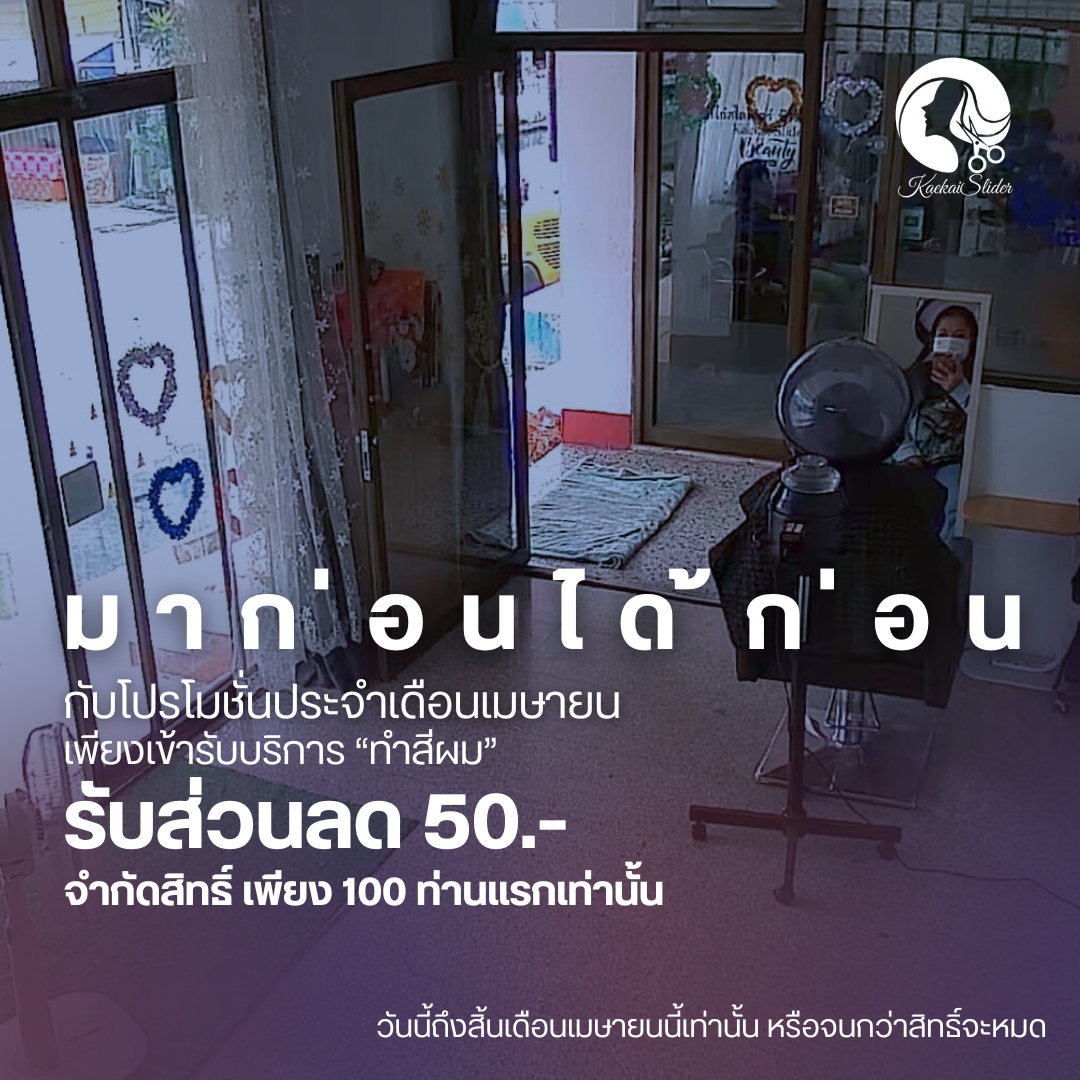 KaekaiSlider
Beauty
มาก่อนได้ก่อน
กับโปรโมชั่นประจำเดือนเมษายน
เพียงเข้ารับบริการ “ทำสีผม”
รับส่วนลด 50.-
จำกัดสิทธิ์ เพียง 100 ท่านแรกเท่านั้น
วันนี้ถึงสิ้นเดือนเมษายนนี้เท่านั้น หรือจนกว่าสิทธิ์จะหมด